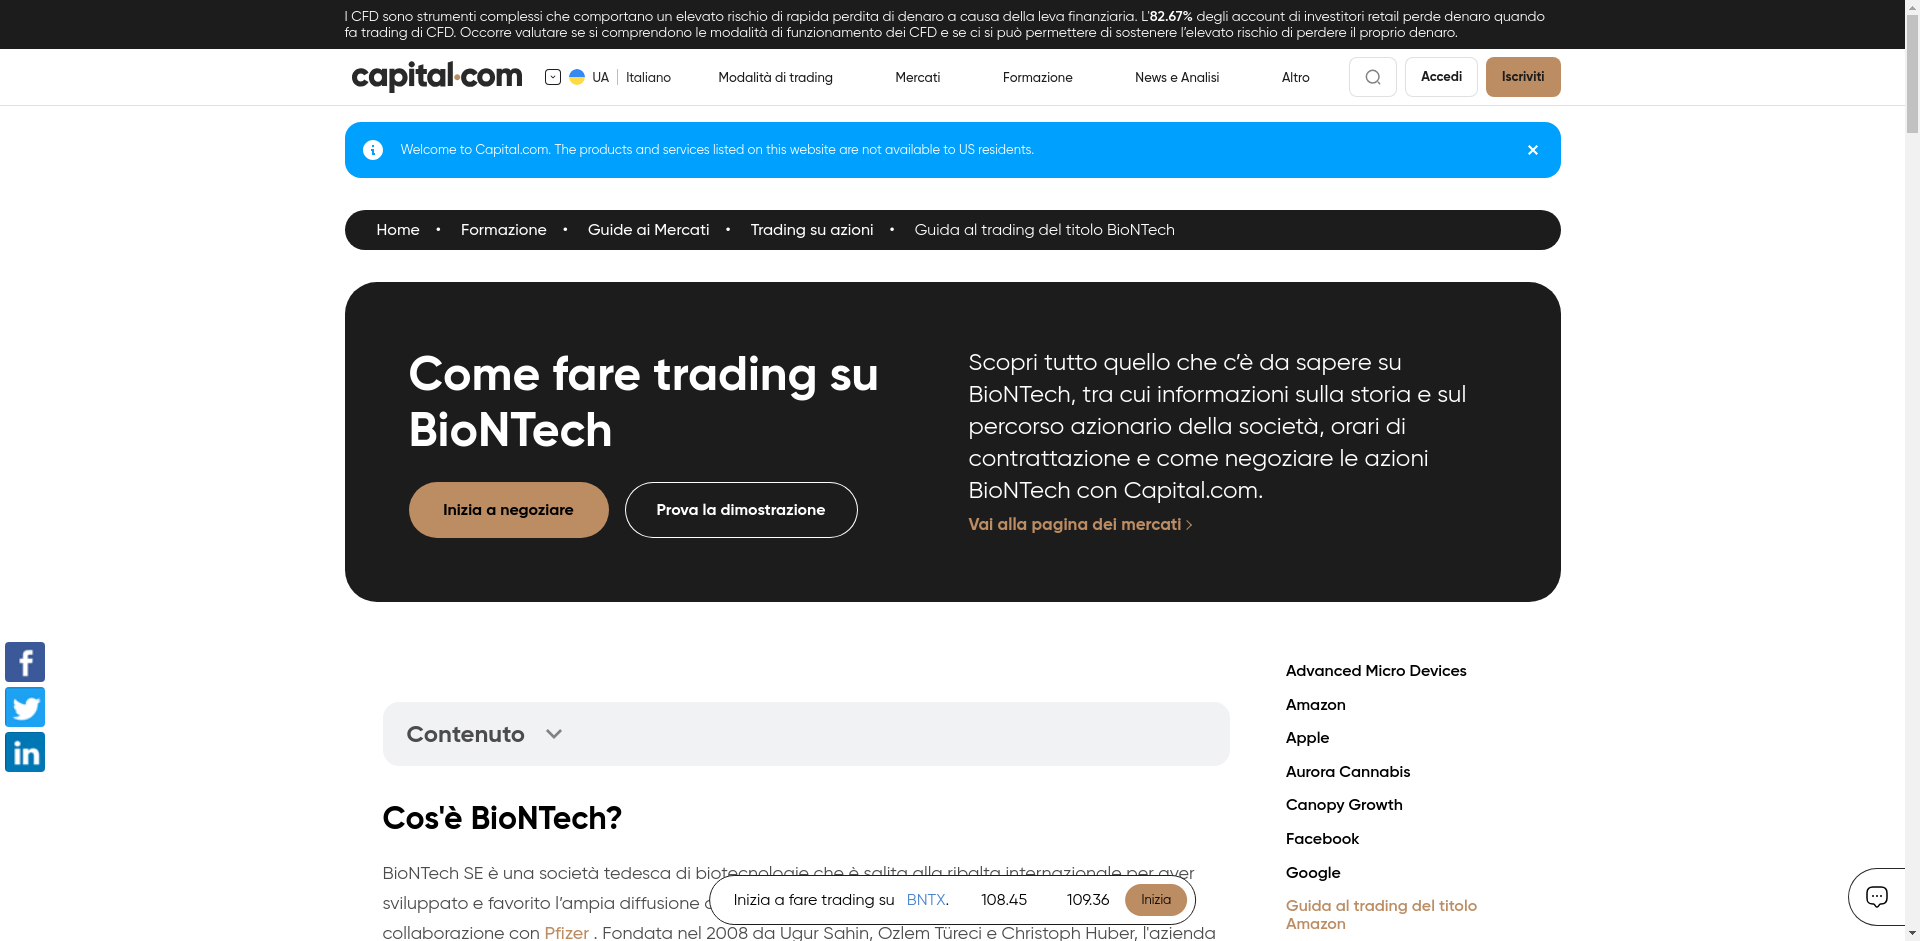 I CFD sono strumenti complessi che comportano un elevato rischio di rapida perdita di denaro a causa della leva finanziaria. L'82.67% degli account di investitori retail perde denaro quando
fa trading di CFD. Occorre valutare se si comprendono le modalità di funzionamento dei CFD e se ci si può permettere di sostenere l’elevato rischio di perdere il proprio denaro.
capital.com UA Italiano Modalità di trading Mercati Formazione News e Analisi Altro Accedi Iscriviti
Welcome to Capital.com. The products and services listed on this website are not available to US residents.
Home • Formazione • Guide ai Mercati • Trading su azioni • Guida al trading del titolo BioNTech
Come fare trading su
BioNTech
Inizia a negoziare Prova la dimostrazione
Scopri tutto quello che c’è da sapere su
BioNTech, tra cui informazioni sulla storia e sul
percorso azionario della società, orari di
contrattazione e come negoziare le azioni
BioNTech con Capital.com.
Vai alla pagina dei mercati
Contenuto
Cos'è BioNTech?
BioNTech SE è una società tedesca di biotecnologie che è salita alla ribalta internazionale per aver
sviluppato e favorito l’ampia diffusione
collaborazione con Pfizer . Fondata nel 2008 da Ugur Sahin, Özlem Türeci e Christoph Huber, l'azienda
Inizia a fare trading su BNTX. 108.45 109.36 Inizia
Advanced Micro Devices
Amazon
Apple
Aurora Cannabis
Canopy Growth
Facebook
Google
Guida al trading del titolo
Amazon